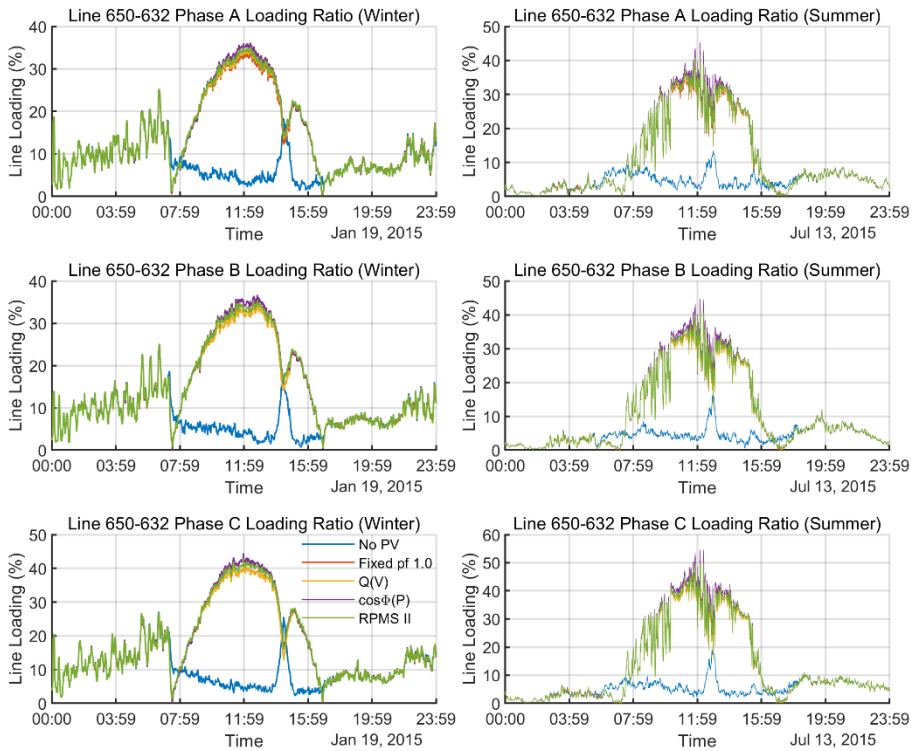 Line 650-632 Phase A Loading Ratio (Winter)
Line Loading (%)
40
30
20
10
0
00:00 03:59 07:59 11:59 15:59 19:59 23:59
Time
Jan 19, 2015
Line 650-632 Phase A Loading Ratio (Summer)
Line Loading (%)
50
40
30
20
10
0
00:00 03:59 07:59 11:59 15:59 19:59 23:59
Time
Jul 13, 2015
Line 650-632 Phase B Loading Ratio (Winter)
Line Loading (%)
40
30
20
10
0
00:00 03:59 07:59 11:59 15:59 19:59 23:59
Time
Jan 19, 2015
Line 650-632 Phase B Loading Ratio (Summer)
Line Loading (%)
50
40
30
20
10
0
00:00 03:59 07:59 11:59 15:59 19:59 23:59
Time
Jul 13, 2015
Line 650-632 Phase C Loading Ratio (Winter)
Line Loading (%)
50
40
30
20
10
0
No PV
Fixed pf 1.0
Q(V)
cosΦ(P)
RPMS II
00:00 03:59 07:59 11:59 15:59 19:59 23:59
Time
Jan 19, 2015
Line 650-632 Phase C Loading Ratio (Summer)
Line Loading (%)
60
50
40
30
20
10
0
00:00 03:59 07:59 11:59 15:59 19:59 23:59
Time
Jul 13, 2015